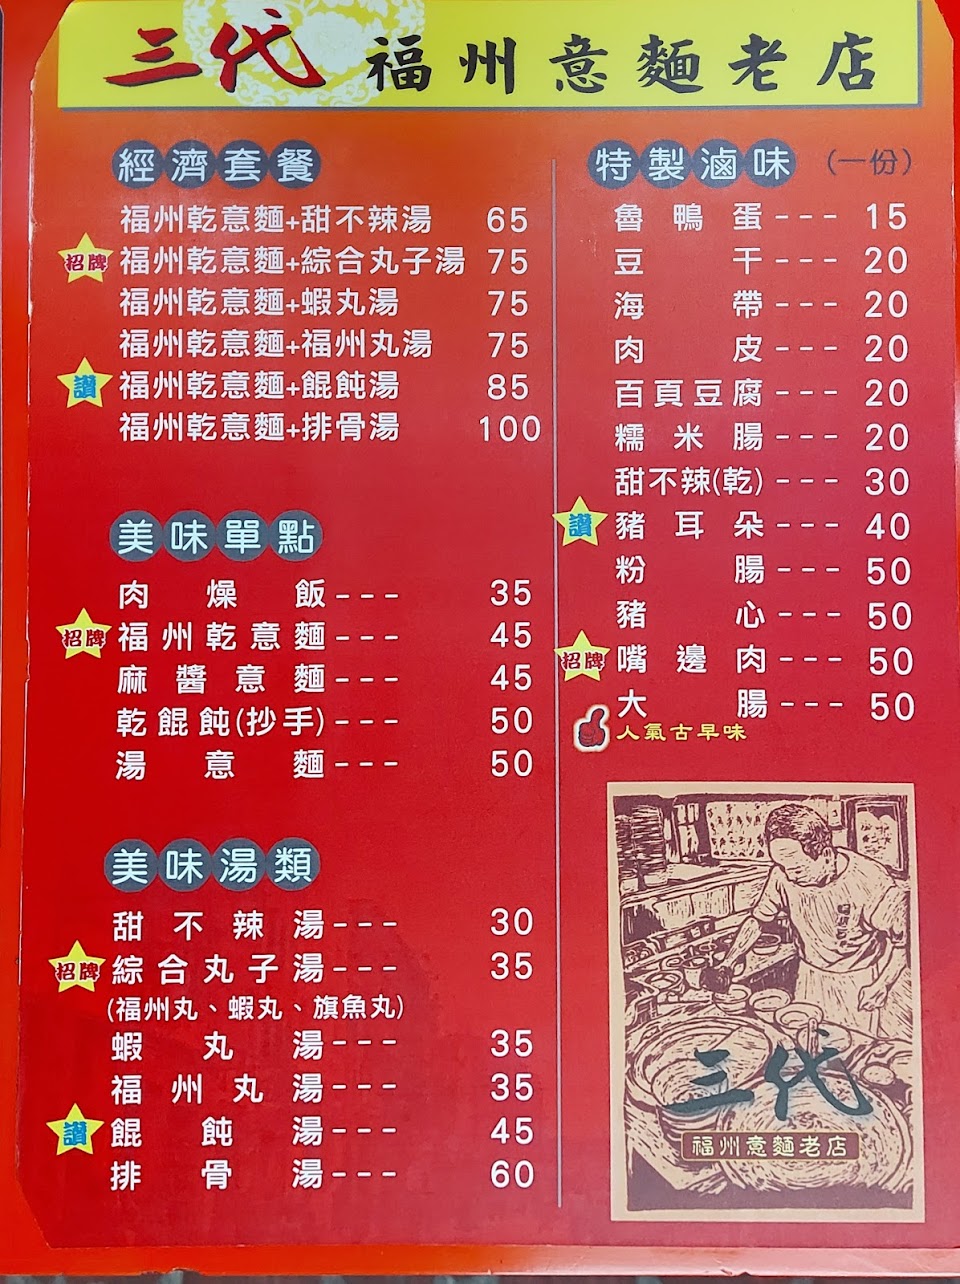 三代 福州意麵老店
經濟套餐
福州乾意麵+甜不辣湯 65
招牌 福州乾意麵+綜合丸子湯 75
福州乾意麵+蝦丸湯 75
福州乾意麵+福州丸湯 75
讚 福州乾意麵+餛飩湯 85
福州乾意麵+排骨湯 100
美味單點
肉燥飯--- 35
招牌 福州乾意麵--- 45
麻醬意麵--- 45
乾餛飩(抄手)--- 50
湯意麵--- 50
美味湯類
甜不辣湯--- 30
招牌 綜合丸子湯--- 35
(福州丸、蝦丸、旗魚丸)
蝦丸湯--- 35
福州丸湯--- 35
讚 餛飩湯--- 45
排骨湯--- 60
特製滷味 (一份)
魯鴨蛋--- 15
豆干--- 20
海帶--- 20
肉皮--- 20
百頁豆腐--- 20
糯米腸--- 20
甜不辣(乾)--- 30
讚 豬耳朵--- 40
粉腸--- 50
豬心--- 50
招牌 嘴邊肉--- 50
大腸--- 50
人氣古早味
三代
福州意麵老店